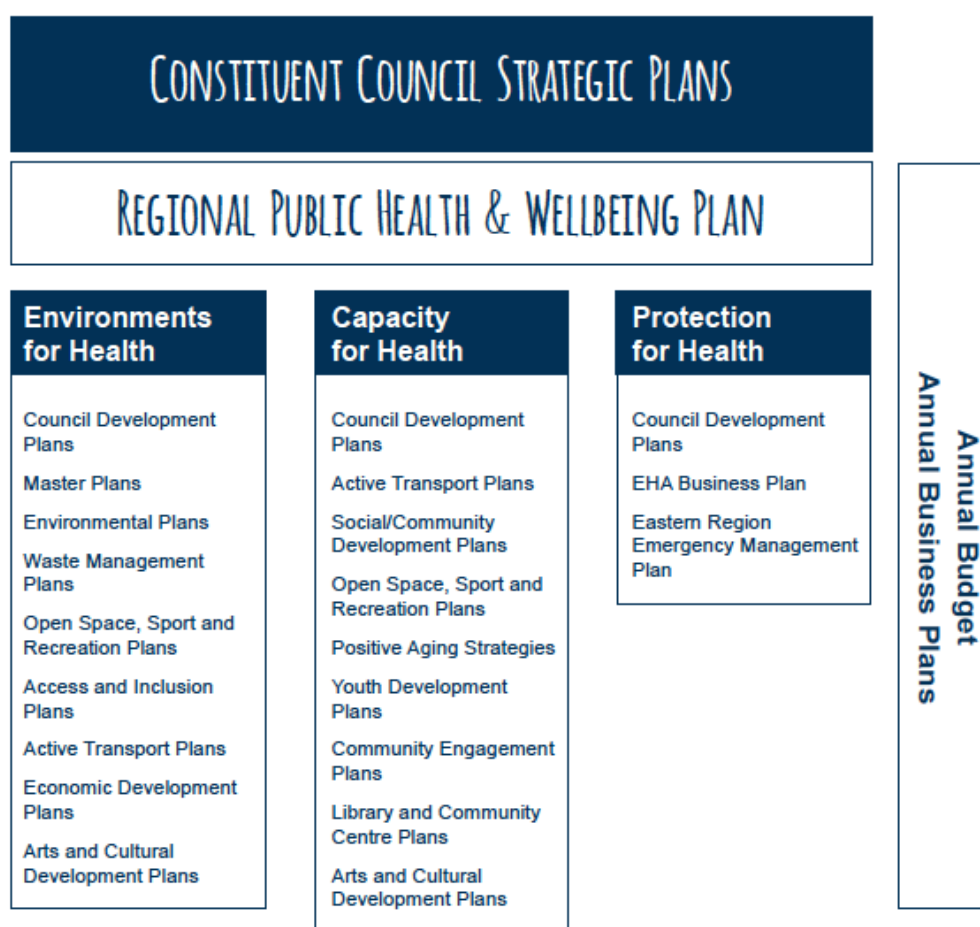 CONSTITUENT COUNCIL STRATEGIC PLANS
REGIONAL PUBLIC HEALTH & WELLBEING PLAN
Environments
for Health
Council Development
Plans
Master Plans
Environmental Plans
Waste Management
Plans
Open Space, Sport and
Recreation Plans
Access and Inclusion
Plans
Active Transport Plans
Economic Development
Plans
Arts and Cultural
Development Plans
Capacity
for Health
Council Development
Plans
Active Transport Plans
Social/Community
Development Plans
Open Space, Sport and
Recreation Plans
Positive Aging Strategies
Youth Development
Plans
Community Engagement
Plans
Library and Community
Centre Plans
Arts and Cultural
Development Plans
Protection
for Health
Council Development
Plans
EHA Business Plan
Eastern Region
Emergency Management
Plan
Annual Budget
Annual Business Plans